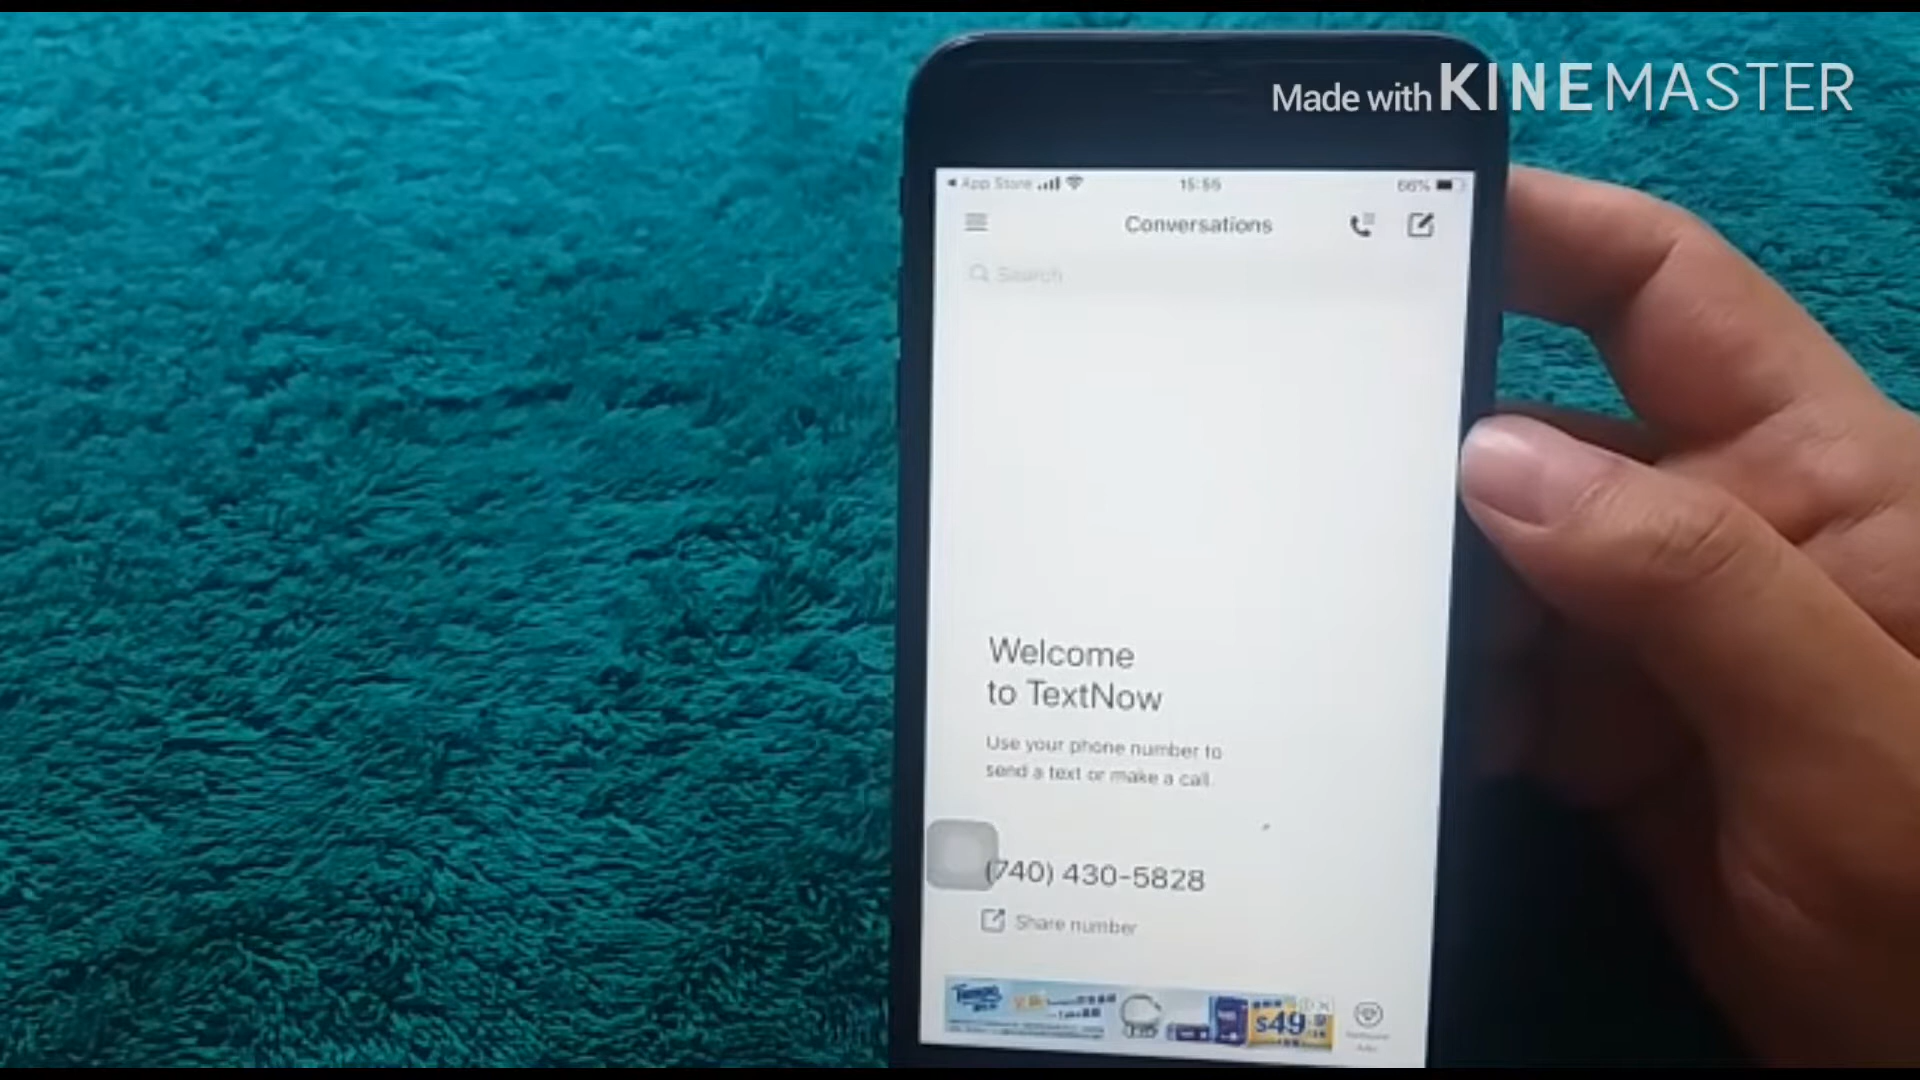 Made with KINEMASTER
App Store 15:55 66%
Conversations
Search
Welcome
to TextNow
Use your phone number to
send a text or make a call.
(740) 430-5828
Share number
Tempo
$49